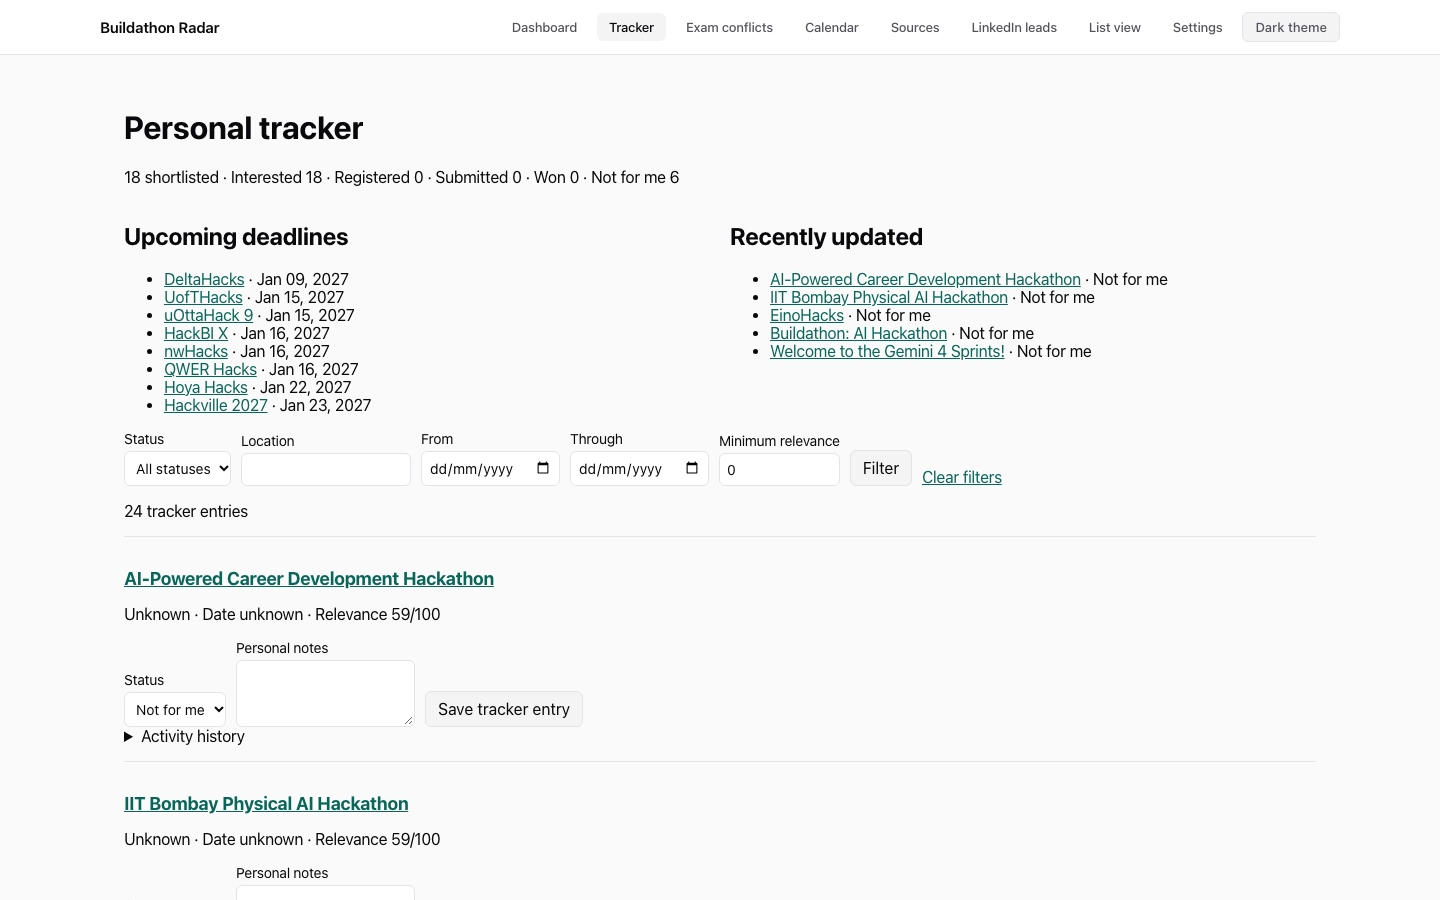 Buildathon Radar
Dashboard
Tracker
Exam conflicts
Calendar
Sources
LinkedIn leads
List view
Settings
Dark theme
Personal tracker
18 shortlisted · Interested 18 · Registered 0 · Submitted 0 · Won 0 · Not for me 6
Upcoming deadlines
DeltaHacks · Jan 09, 2027
UofTHacks · Jan 15, 2027
uOttaHack 9 · Jan 15, 2027
HackBI X · Jan 16, 2027
nwHacks · Jan 16, 2027
QWER Hacks · Jan 16, 2027
Hoya Hacks · Jan 22, 2027
Hackville 2027 · Jan 23, 2027
Recently updated
AI-Powered Career Development Hackathon · Not for me
IIT Bombay Physical AI Hackathon · Not for me
EinoHacks · Not for me
Buildathon: AI Hackathon · Not for me
Welcome to the Gemini 4 Sprints! · Not for me
Status
All statuses
Location
From
dd/mm/yyyy
Through
dd/mm/yyyy
Minimum relevance
0
Filter
Clear filters
24 tracker entries
AI-Powered Career Development Hackathon
Unknown · Date unknown · Relevance 59/100
Status
Not for me
Personal notes
Save tracker entry
Activity history
IIT Bombay Physical AI Hackathon
Unknown · Date unknown · Relevance 59/100
Personal notes